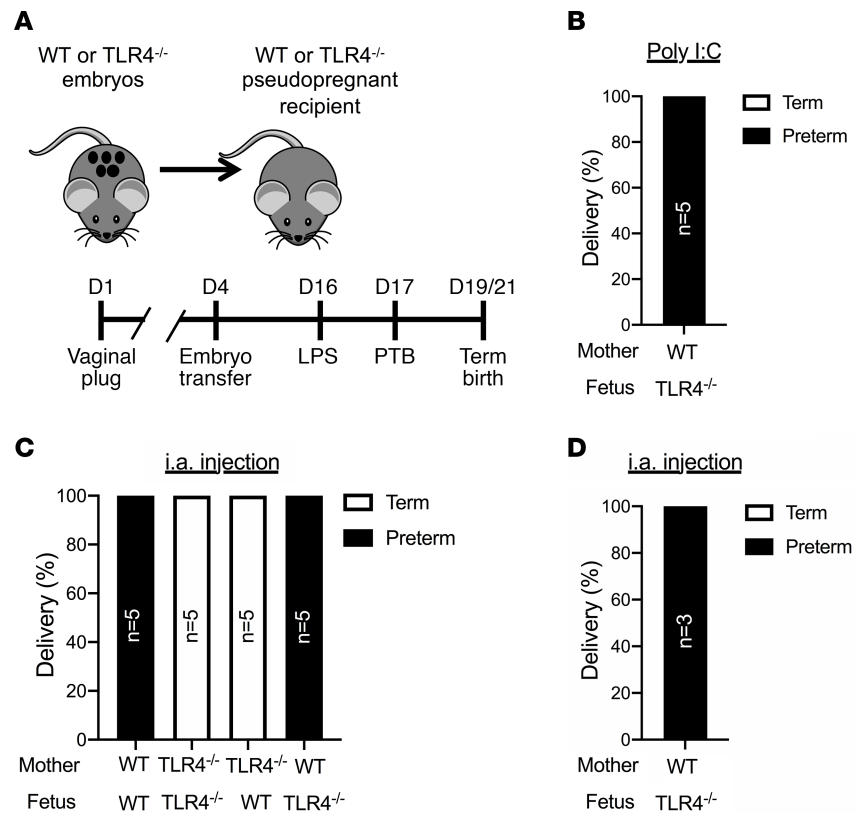 A
WT or TLR4-/-
embryos
WT or TLR4-/-
pseudopregnant
recipient
D1
D4
D16
D17
D19/21
Vaginal
plug
Embryo
transfer
LPS
PTB
Term
birth
B
Poly I:C
Delivery (%)
100
80
60
40
20
0
n=5
Term
Preterm
Mother WT
Fetus TLR4-/-
C
i.a. injection
Delivery (%)
100
80
60
40
20
0
n=5
n=5
n=5
n=5
Term
Preterm
Mother WT TLR4-/- TLR4-/- WT
Fetus WT TLR4-/- WT TLR4-/-
D
i.a. injection
Delivery (%)
100
80
60
40
20
0
n=3
Term
Preterm
Mother WT
Fetus TLR4-/-